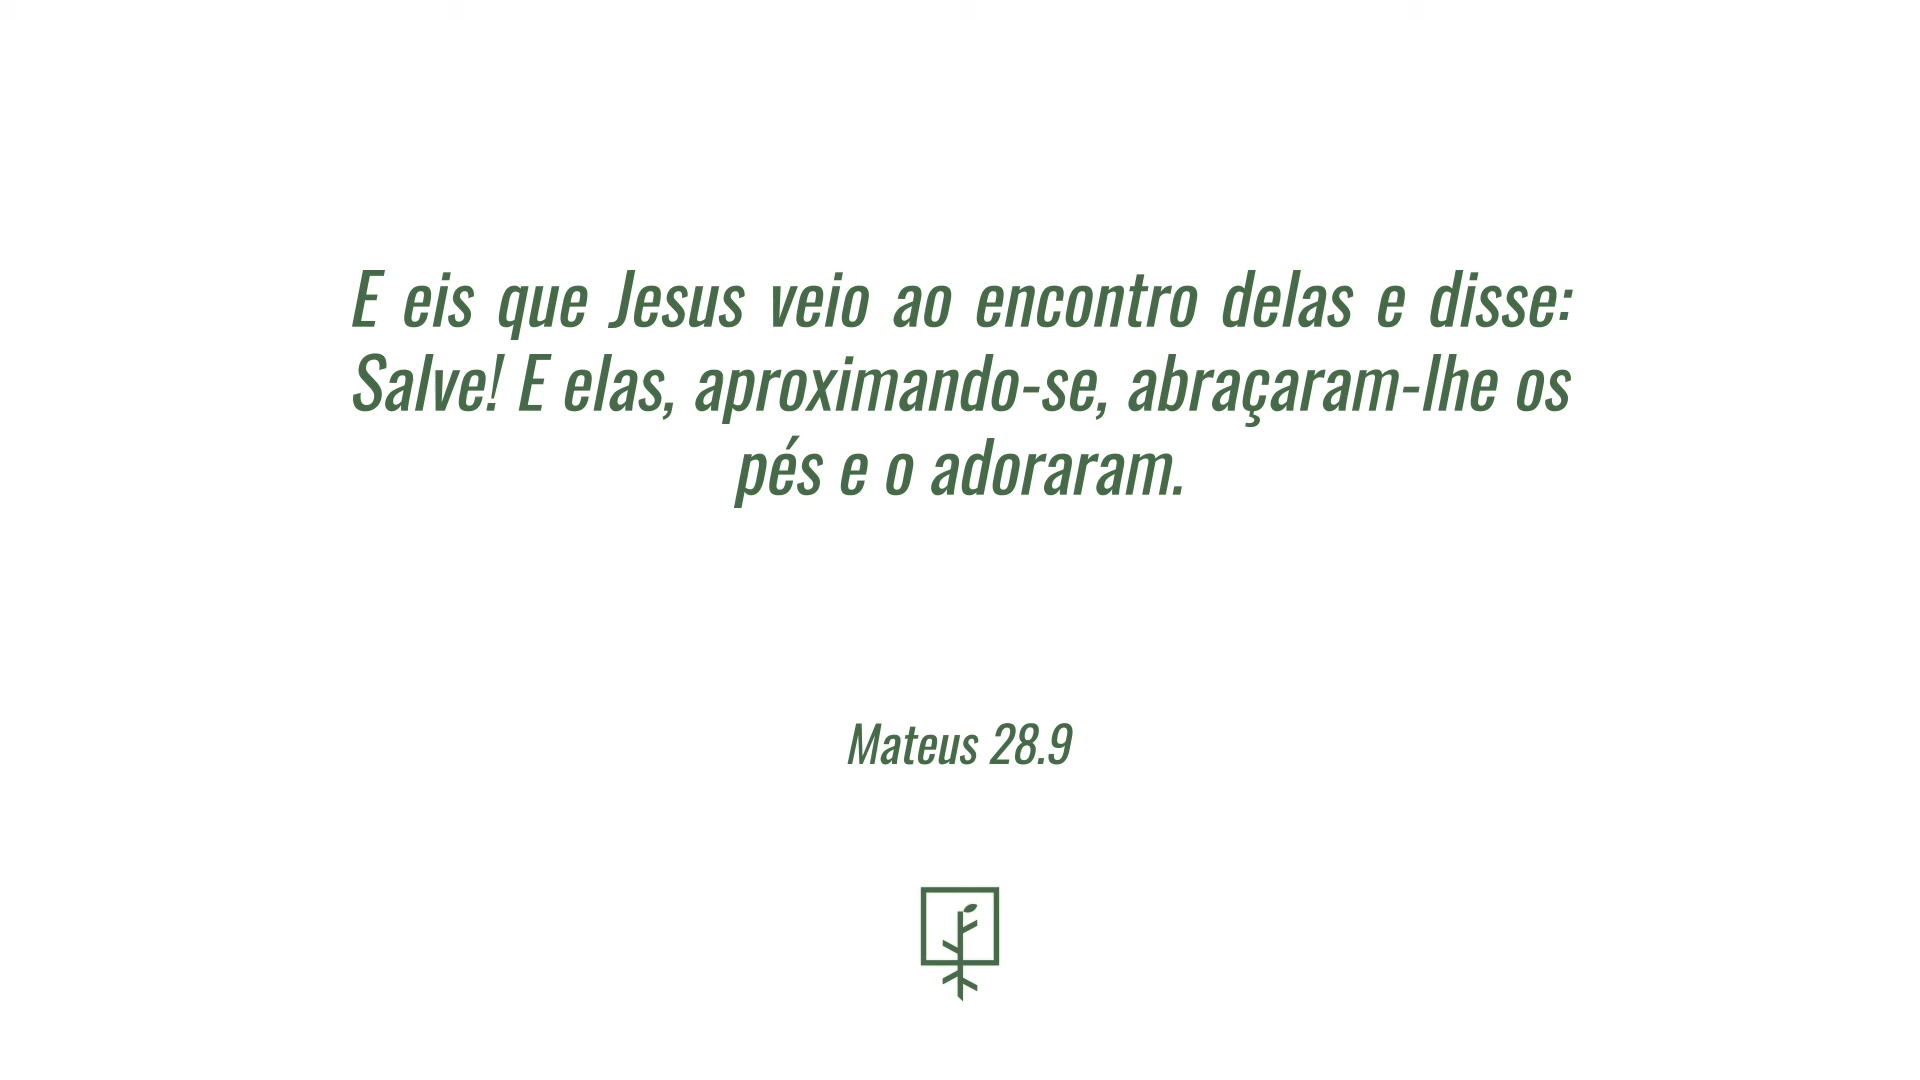 E eis que Jesus veio ao encontro delas e disse:
Salve! E elas, aproximando-se, abraçaram-lhe os
pés e o adoraram.
Mateus 28.9